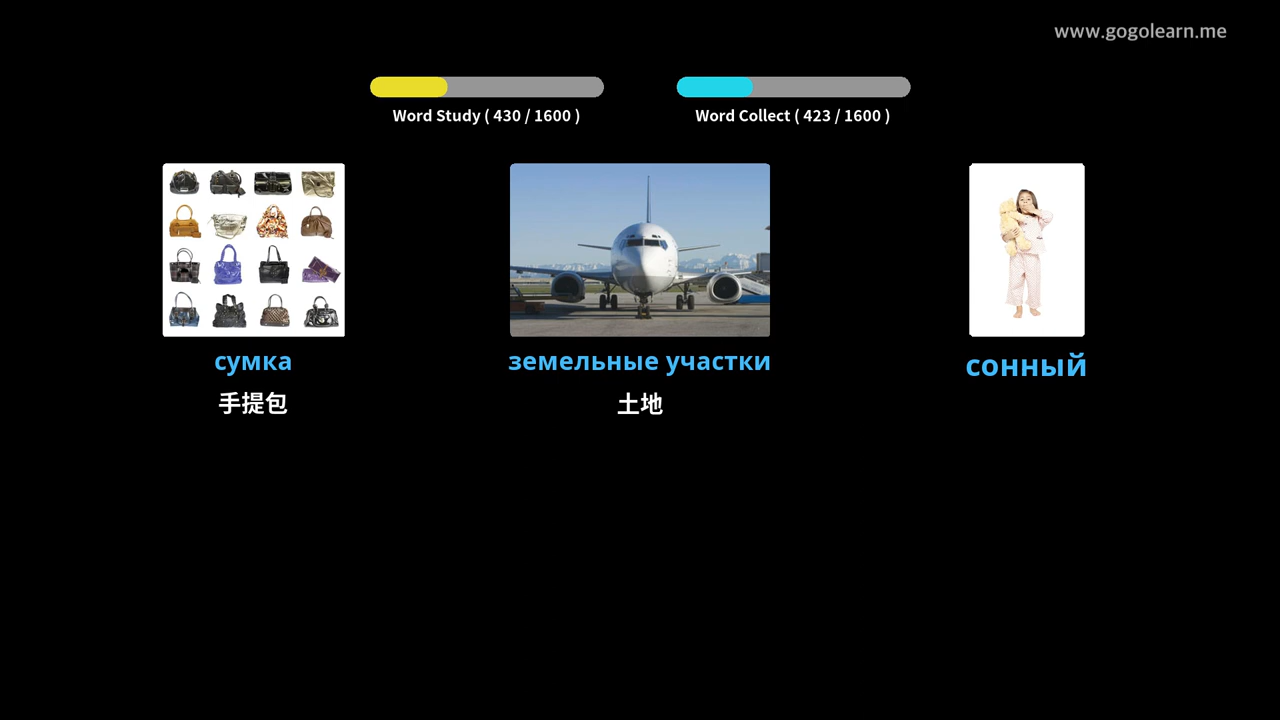 www.gogolearn.me
Word Study ( 430 / 1600 )
Word Collect ( 423 / 1600 )
сумка
земельные участки
сонный
手提包
土地